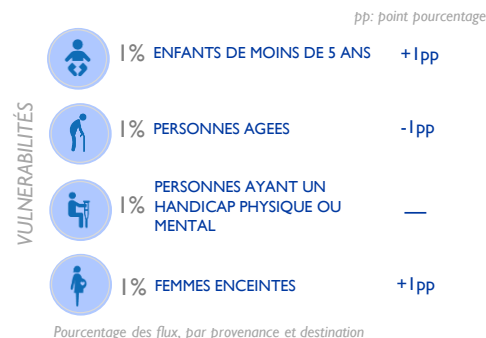 pp: point pourcentage
VULNERABILITÉS
1% ENFANTS DE MOINS DE 5 ANS +1pp
1% PERSONNES AGEES -1pp
1% PERSONNES AYANT UN
HANDICAP PHYSIQUE OU
MENTAL —
1% FEMMES ENCEINTES +1pp
Pourcentage des flux, par provenance et destination